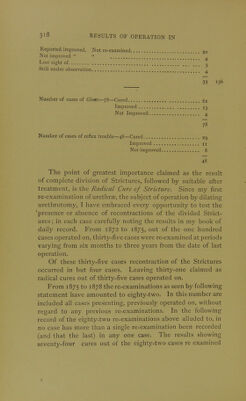 318 RESULTS OF OPERATION IN
Reported improved. Not re-examined
Not improved " " 4
Lost sight of 3
Still under observation 4
31 136
Number of cases of Gleet—78—Cured 61
Improved 13
Not Improved 4
78
Number of cases of reflex trouble—48—Cured 29
Improved 11
Not improved 8
48
The point of greatest importance claimed as the result
of complete division of Strictures, followed by suitable after
treatment, is the Radical Cure of Stricture. Since my first
re-examination of urethræ, the subject of operation by dilating
urethrotomy, I have embraced every opportunity to test the
presence or absence of recontractions of the divided Strict-
ures; in each case carefully noting the results in my book of
daily record. From 1872 to 1875, out of the one hundred
cases operated on, thirty-five cases were re-examined at periods
varying from six months to three years from the date of last
operation.
Of these thirty-five cases recontraction of the Strictures
occurred in but four cases. Leaving thirty-one claimed as
radical cures out of thirty-five cases operated on.
From 1875 to 1878 the re-examinations as seen by following
statement have amounted to eighty-two. In this number are
included all cases presenting, previously operated on, without
regard to any previous re-examinations. In the following
record of the eighty-two re-examinations above alluded to, in
no case has more than a single re-examination been recorded
(and that the last) in any one case. The results showing
seventy-four cures out of the eighty-two cases re examined